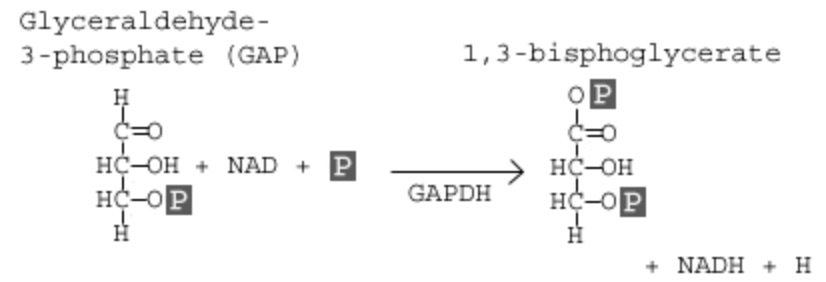 Glyceraldehyde-
3-phosphate (GAP)
1,3-bisphoglycerate
H
C=O
HC-OH + NAD + P
HC-O P
H
GAPDH
O P
C=O
HC-OH
HC-O P
H
+ NADH + H